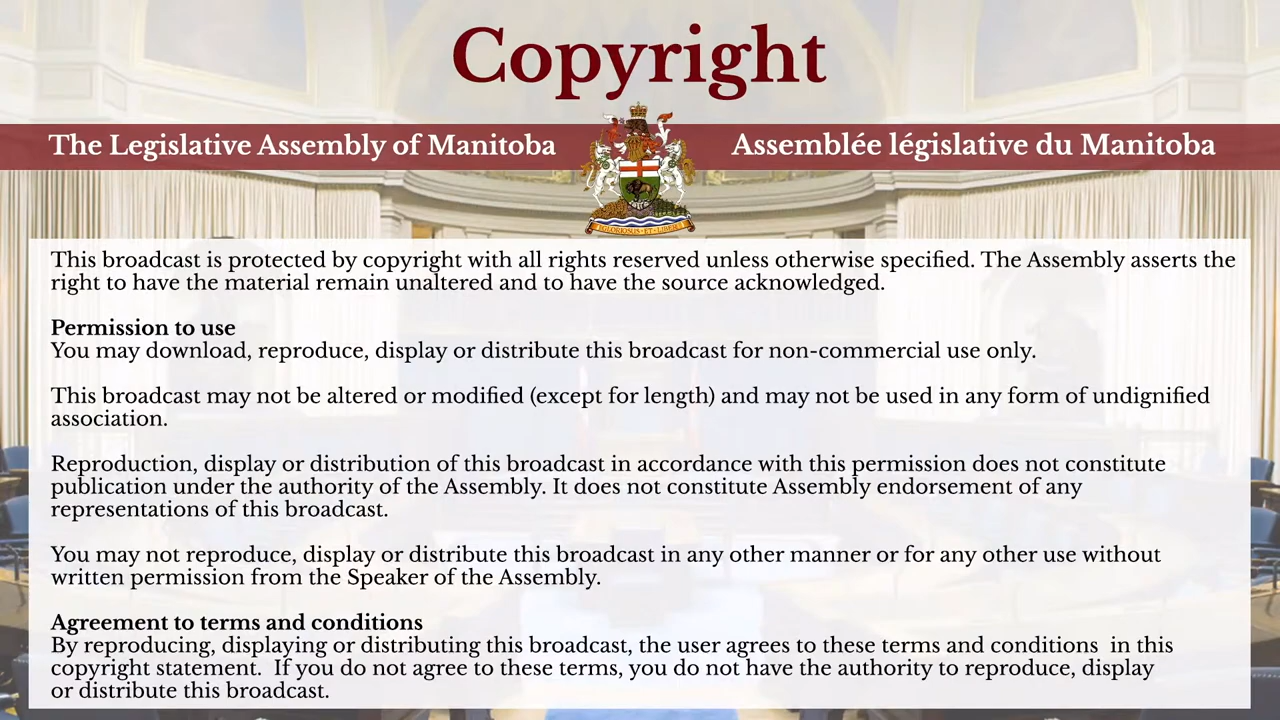 Copyright
The Legislative Assembly of Manitoba
Assemblée législative du Manitoba
This broadcast is protected by copyright with all rights reserved unless otherwise specified. The Assembly asserts the
right to have the material remain unaltered and to have the source acknowledged.
Permission to use
You may download, reproduce, display or distribute this broadcast for non-commercial use only.
This broadcast may not be altered or modified (except for length) and may not be used in any form of undignified
association.
Reproduction, display or distribution of this broadcast in accordance with this permission does not constitute
publication under the authority of the Assembly. It does not constitute Assembly endorsement of any
representations of this broadcast.
You may not reproduce, display or distribute this broadcast in any other manner or for any other use without
written permission from the Speaker of the Assembly.
Agreement to terms and conditions
By reproducing, displaying or distributing this broadcast, the user agrees to these terms and conditions  in this
copyright statement.  If you do not agree to these terms, you do not have the authority to reproduce, display
or distribute this broadcast.